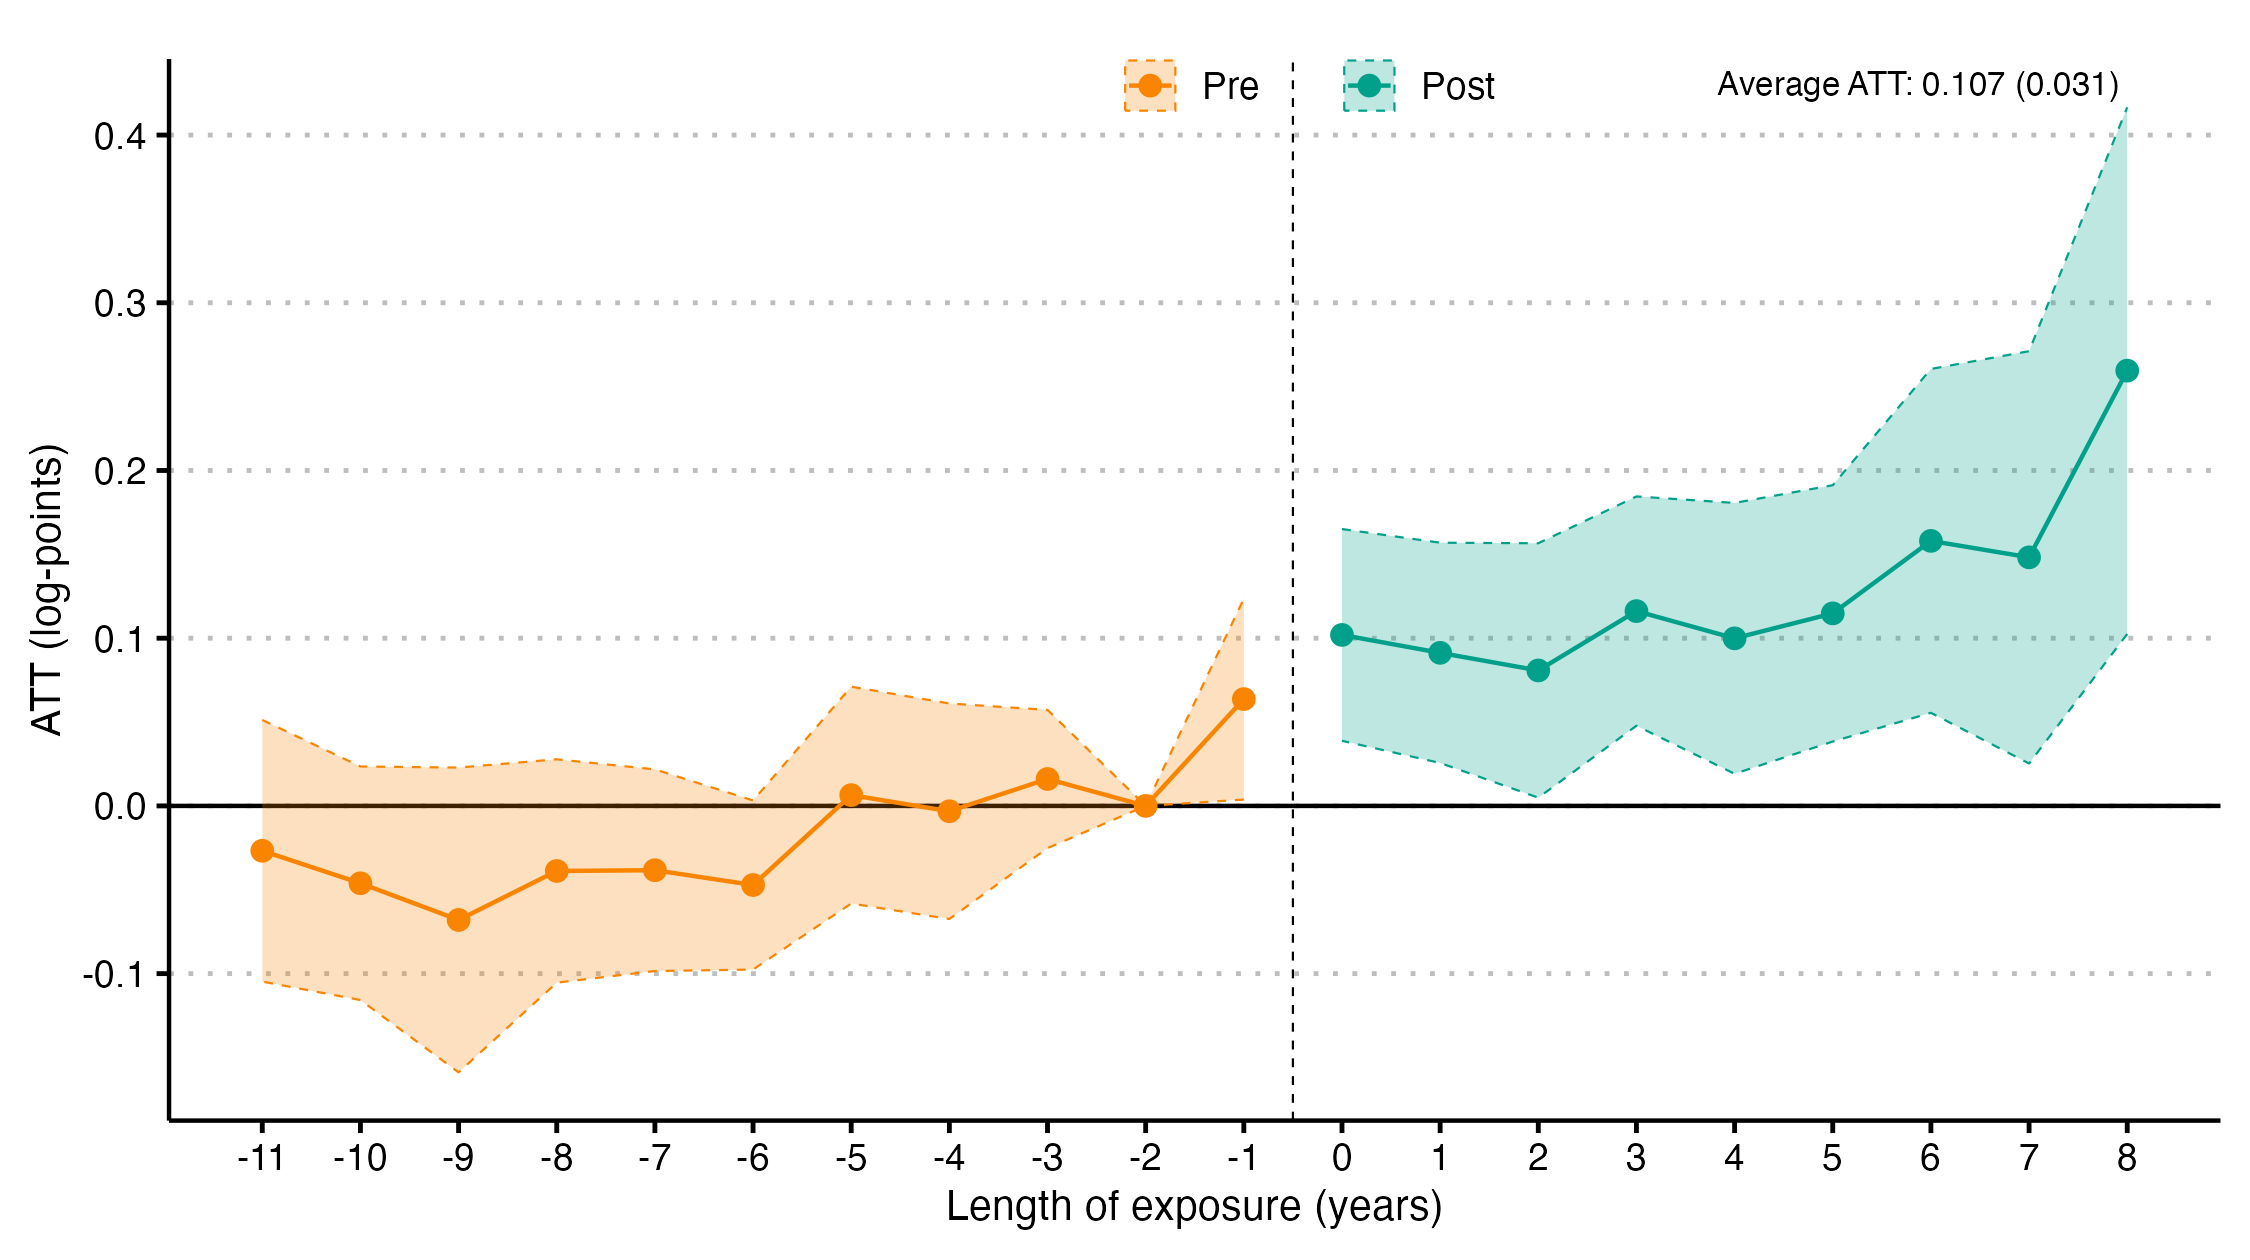 Pre
Post
Average ATT: 0.107 (0.031)
ATT (log-points)
0.4
0.3
0.2
0.1
0.0
-0.1
-11 -10 -9 -8 -7 -6 -5 -4 -3 -2 -1 0 1 2 3 4 5 6 7 8
Length of exposure (years)